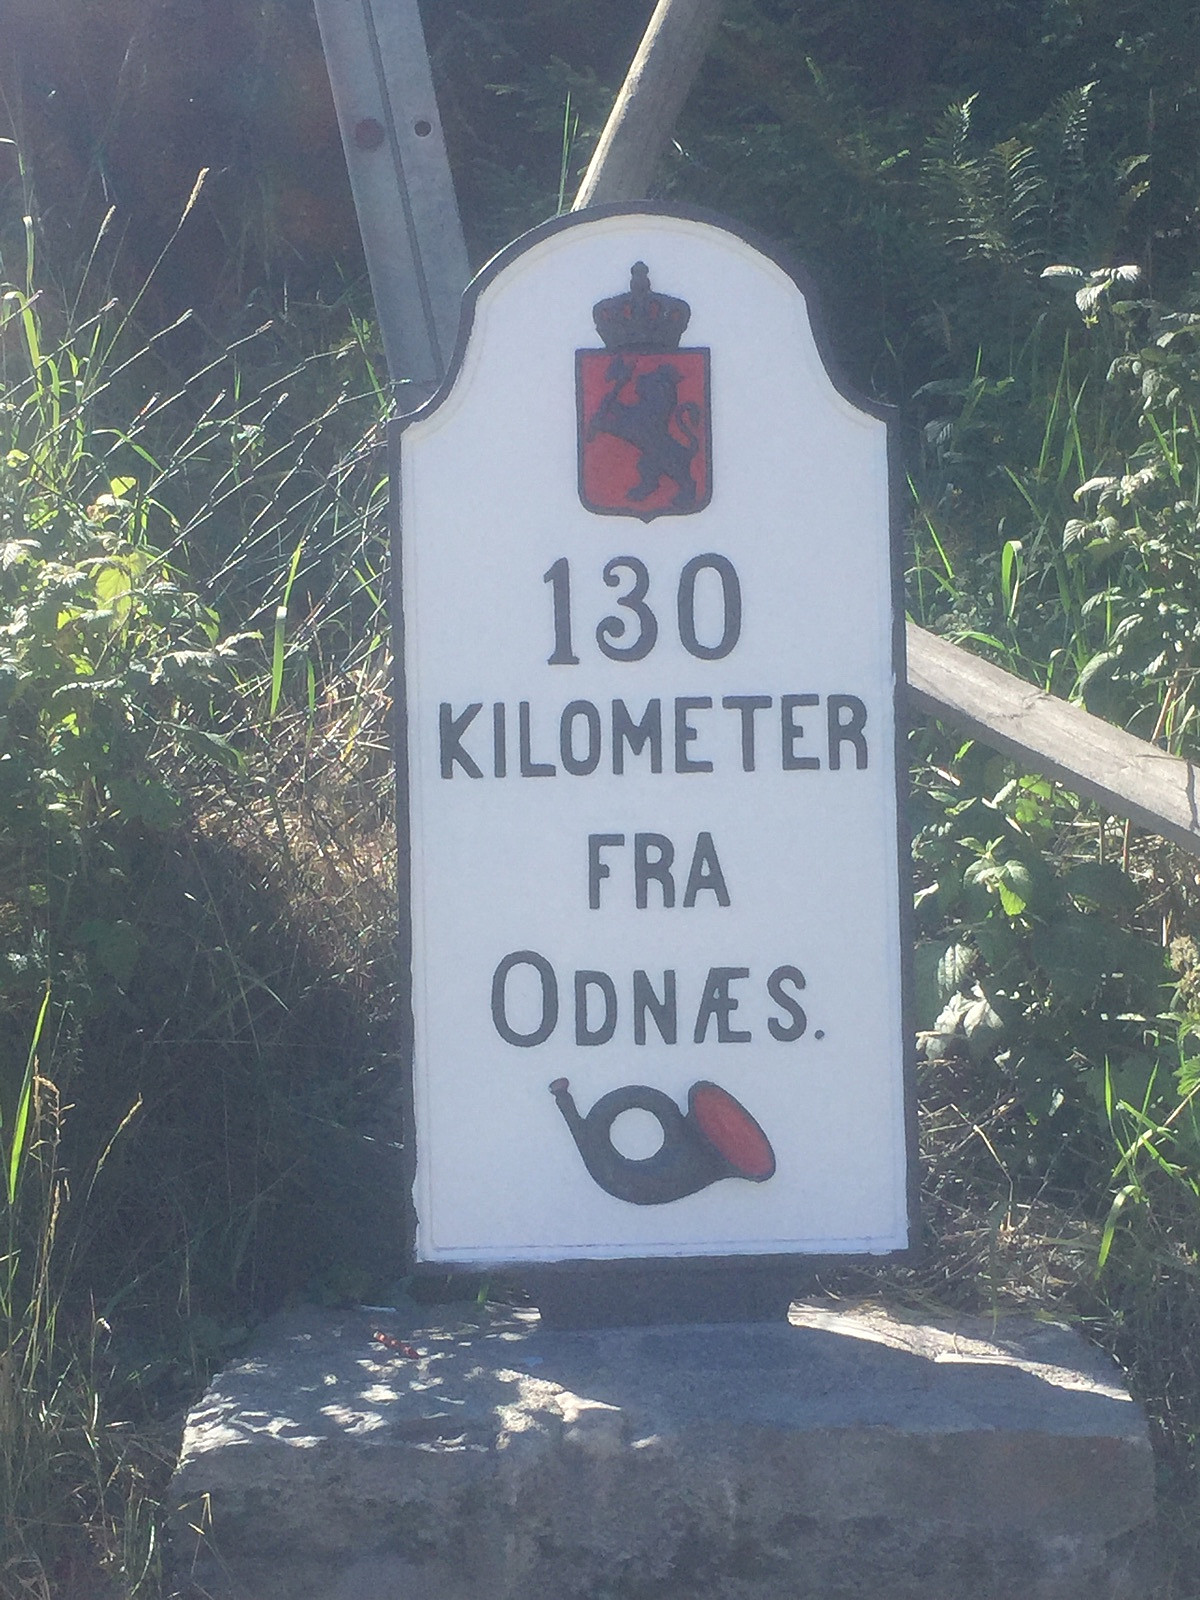 130
KILOMETER
FRA
ODNÆS.